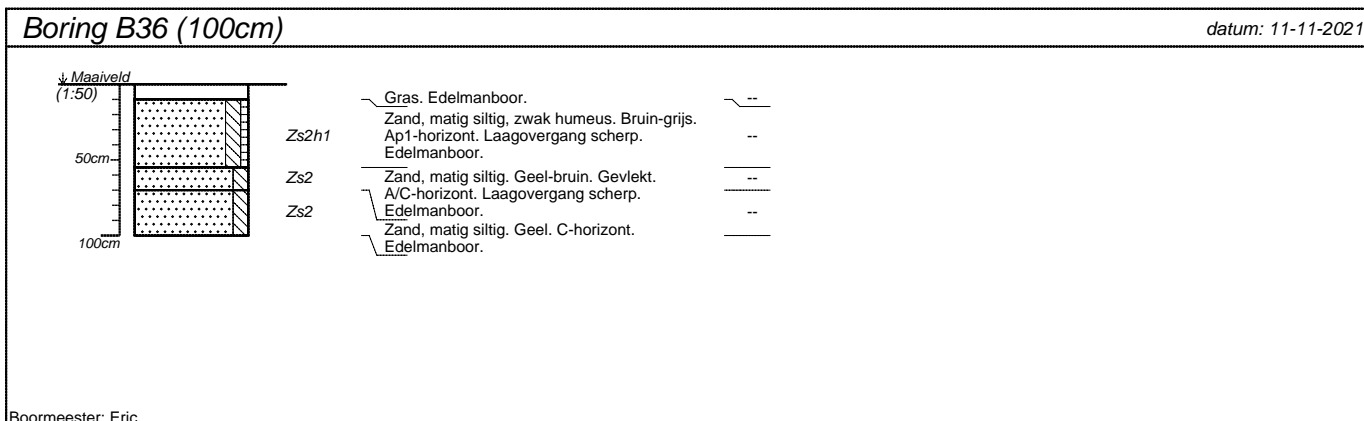 Boring B36 (100cm)
datum: 11-11-2021
Maaiveld
(1:50)
Gras. Edelmanboor.
--
Zand, matig siltig, zwak humeus. Bruin-grijs.
Zs2h1
Ap1-horizont. Laagovergang scherp.
--
Edelmanboor.
50cm
Zs2
Zand, matig siltig. Geel-bruin. Gevlekt.
--
A/C-horizont. Laagovergang scherp.
Zs2
Edelmanboor.
--
Zand, matig siltig. Geel. C-horizont.
100cm
Edelmanboor.
Boormeester: Eric